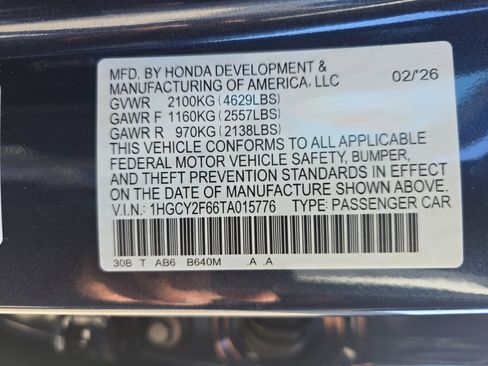 MFD. BY HONDA DEVELOPMENT &
MANUFACTURING OF AMERICA, LLC 02/'26
GVWR 2100KG (4629LBS)
GAWR F 1160KG (2557LBS)
GAWR R 970KG (2138LBS)
THIS VEHICLE CONFORMS TO ALL APPLICABLE
FEDERAL MOTOR VEHICLE SAFETY, BUMPER,
AND THEFT PREVENTION STANDARDS IN EFFECT
ON THE DATE OF MANUFACTURE SHOWN ABOVE.
V.I.N.: 1HGCY2F66TA015776 TYPE: PASSENGER CAR
30B T AB6 B640M .A .A